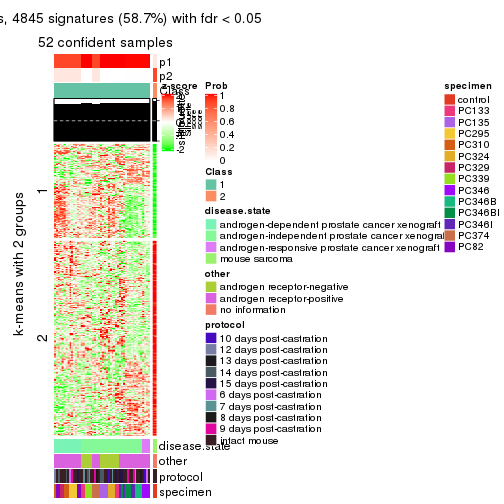 s, 4845 signatures (58.7%) with fdr < 0.05
52 confident samples
p1
p2
Class
z-score
Prob
1
0.8
0.6
0.4
0.2
0
Class
1
2
disease.state
androgen-dependent prostate cancer xenograft
androgen-independent prostate cancer xenograft
androgen-responsive prostate cancer xenograft
mouse sarcoma
other
androgen receptor-negative
androgen receptor-positive
no information
protocol
10 days post-castration
12 days post-castration
13 days post-castration
14 days post-castration
15 days post-castration
6 days post-castration
7 days post-castration
8 days post-castration
9 days post-castration
intact mouse
specimen
control
PC133
PC135
PC295
PC310
PC324
PC329
PC339
PC346
PC346B
PC346BI
PC346I
PC374
PC82
k-means with 2 groups
1
2
disease.state
other
protocol
specimen